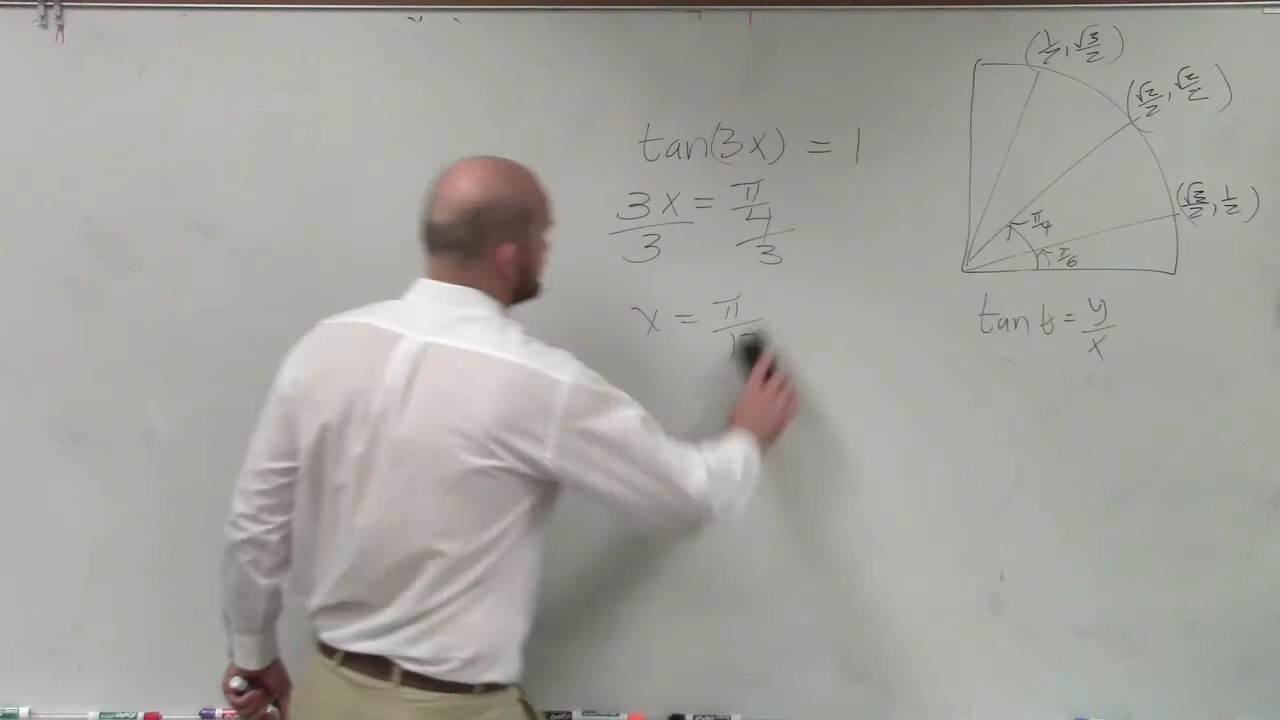 tan(3x) = 1
3x/3 = π/4/3
x = π/1
(1/2, √3/2)
(√2/2, √2/2)
(√3/2, 1/2)
π/4
π/6
tan t = y/x